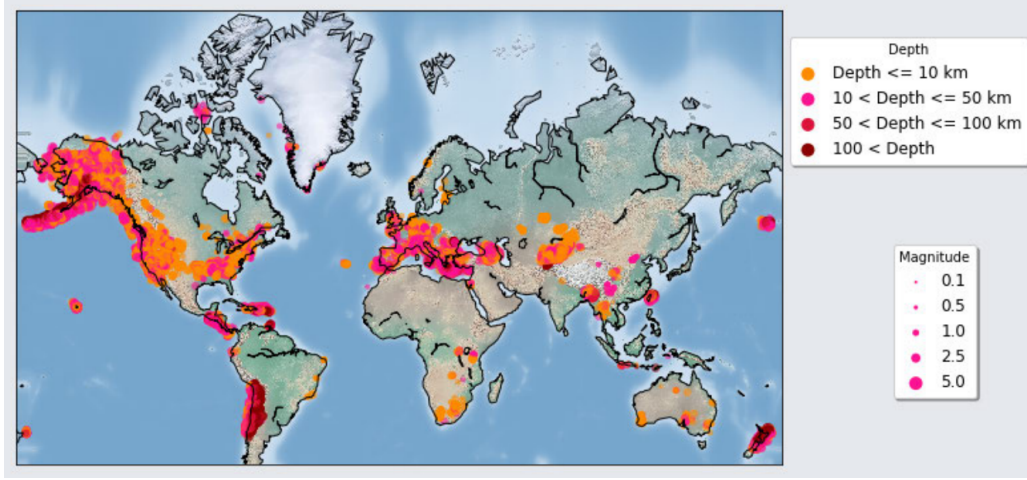 Depth
Depth <= 10 km
10 < Depth <= 50 km
50 < Depth <= 100 km
100 < Depth
Magnitude
0.1
0.5
1.0
2.5
5.0